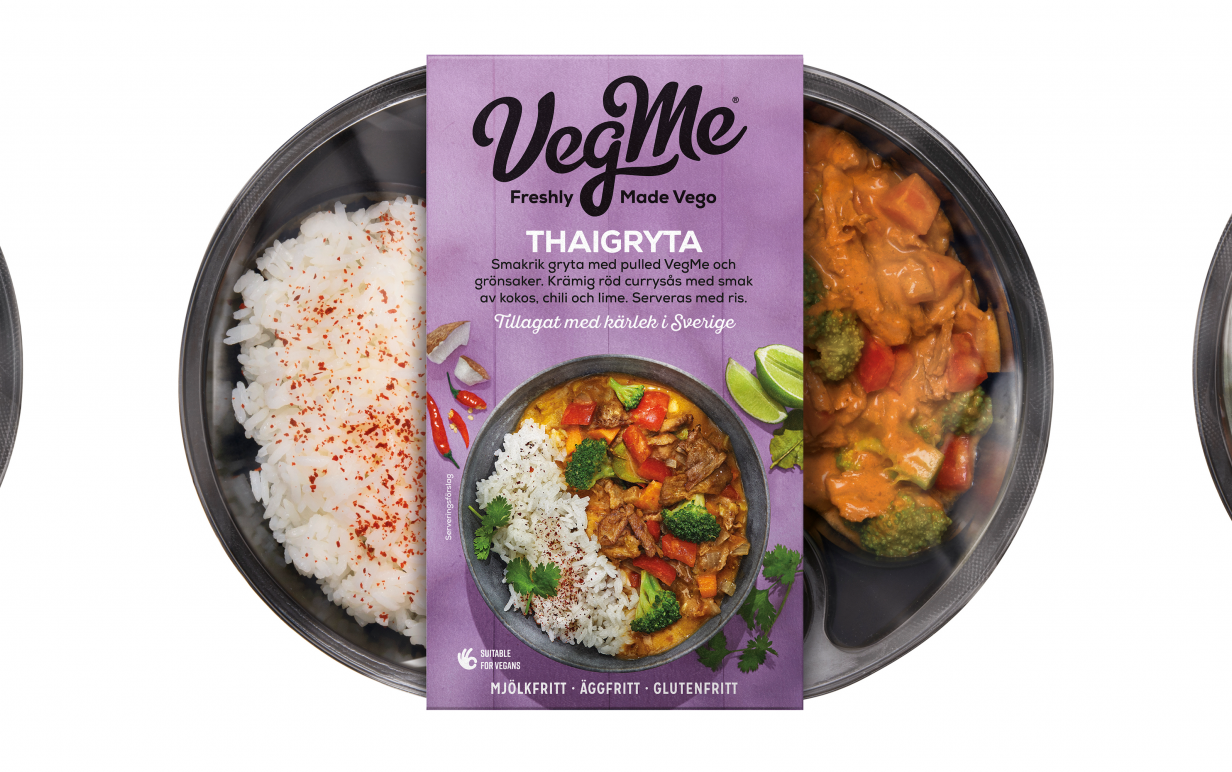 VegMe®
Freshly Made Vego
THAIGRYTA
Smakrik gryta med pulled VegMe och
grönsaker. Krämig röd currysås med smak
av kokos, chili och lime. Serveras med ris.
Tillagat med kärlek i Sverige
Serveringsförslag
SUITABLE
FOR VEGANS
MJÖLKFRITT · ÄGGFRITT · GLUTENFRITT